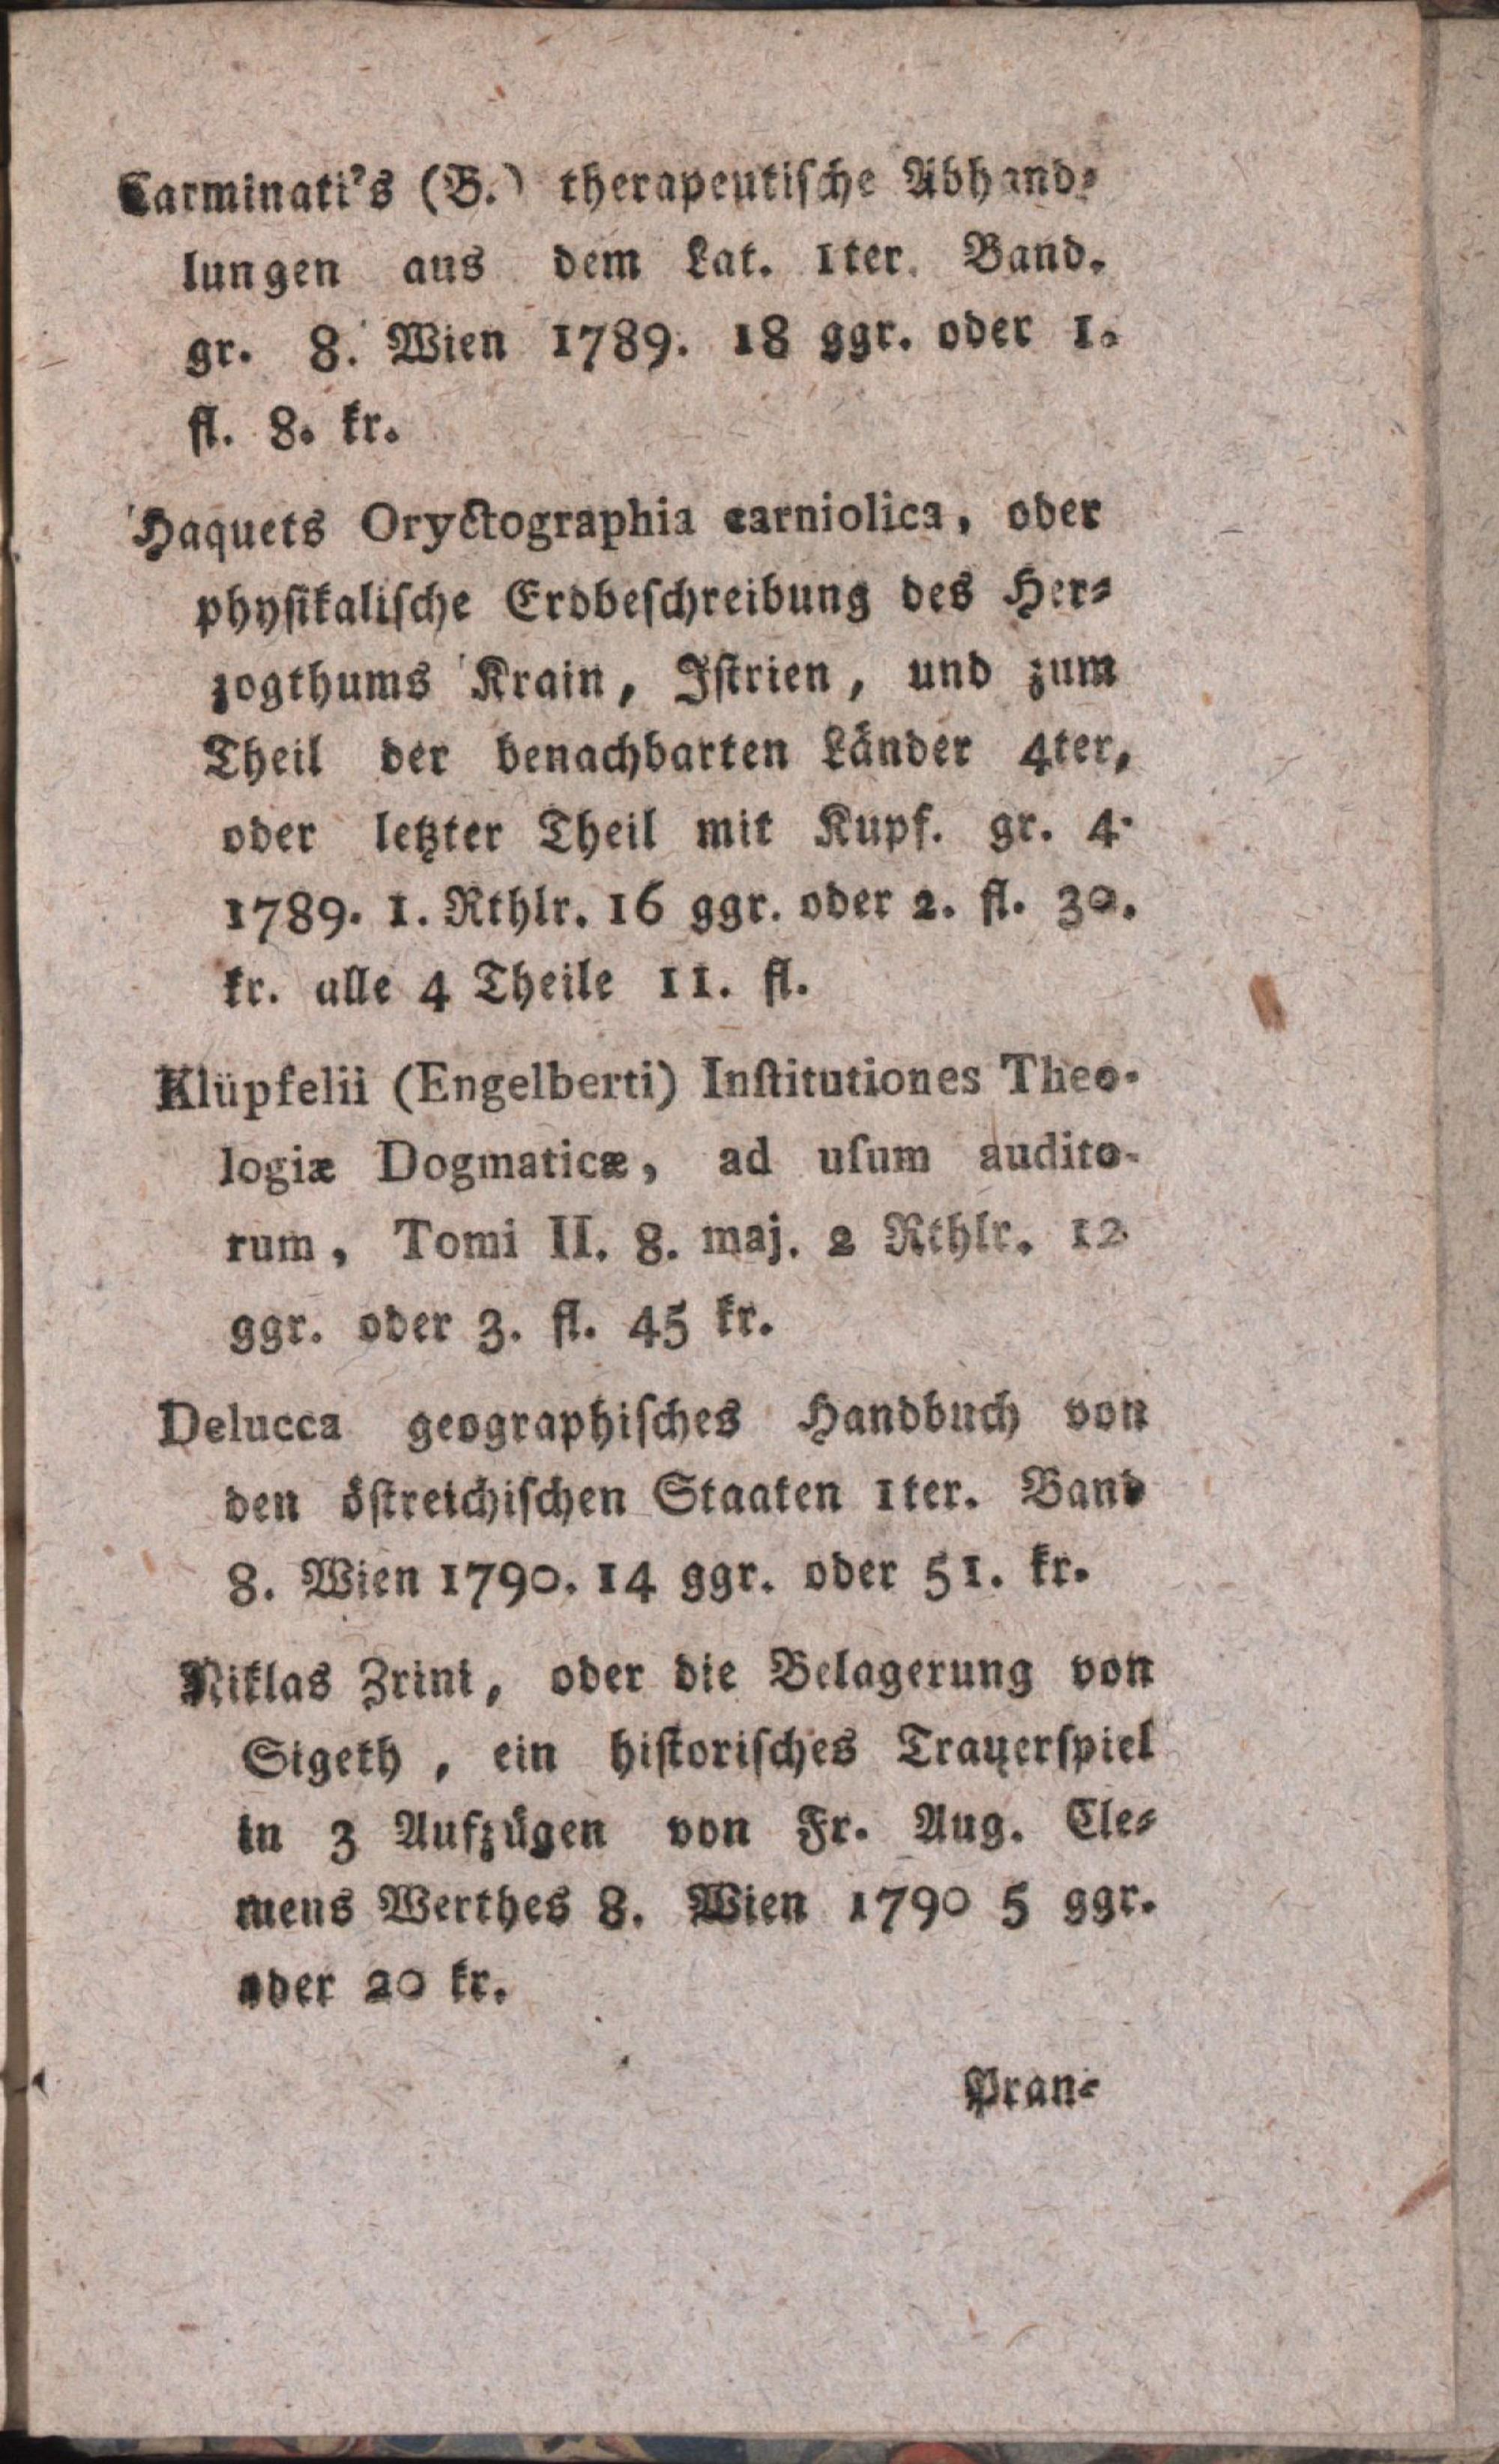 Carminati's (B.) therapeutiſche Abhand⸗
lungen aus dem Lat. 1ter. Band.
gr. 8. Wien 1789. 18 ggr. oder 1.
fl. 8. kr.
Haquets Oryctographia carniolica, oder
phyſikaliſche Erdbeſchreibung des Her⸗
zogthums Krain, Iſtrien, und zum
Theil der benachbarten Länder 4ter,
oder letzter Theil mit Kupf. gr. 4.
1789. 1. Rthlr. 16 ggr. oder 2. fl. 30.
kr. alle 4 Theile 11. fl.
Klüpfelii (Engelberti) Inſtitutiones Theo-
logiæ Dogmaticæ, ad uſum audito-
rum, Tomi II. 8. maj. 2 Rthlr. 12
ggr. oder 3. fl. 45 kr.
Delucca geographiſches Handbuch von
den öſtreichiſchen Staaten 1ter. Band
8. Wien 1790. 14 ggr. oder 51. kr.
Niklas Zrini, oder die Belagerung von
Sigeth, ein hiſtoriſches Trauerſpiel
in 3 Aufzügen von Fr. Aug. Cle⸗
mens Werthes 8. Wien 1790 5 ggr.
oder 20 kr.
Pran⸗